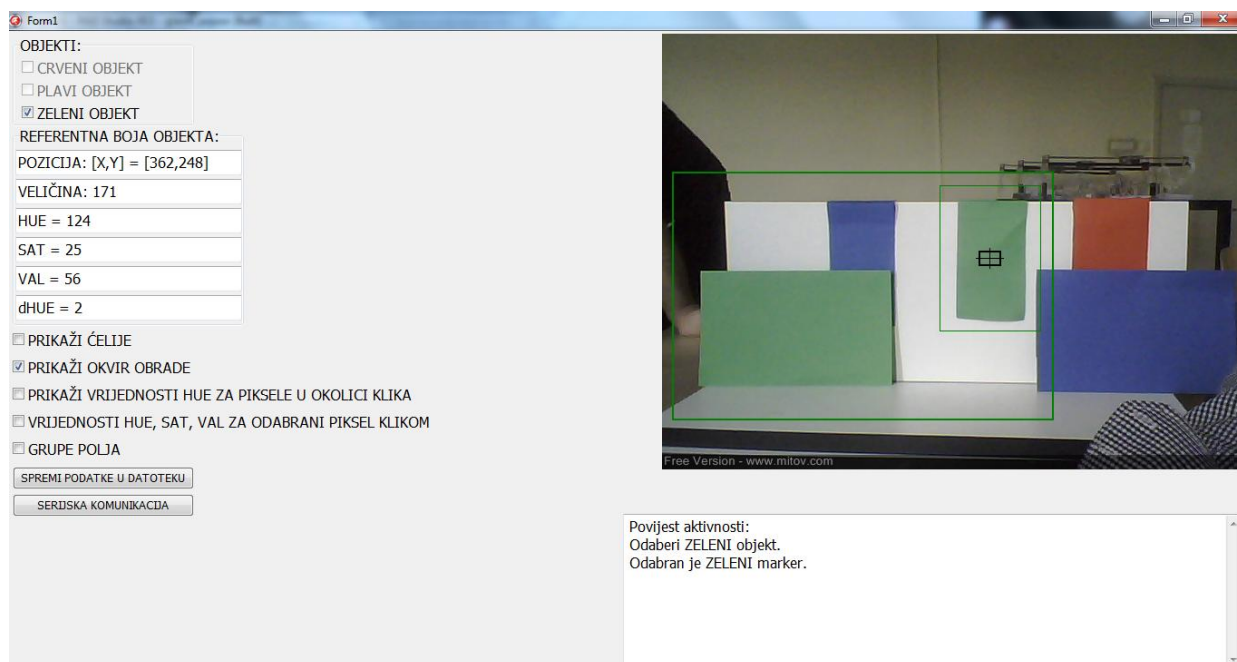 Form1
OBJEKTI:
CRVENI OBJEKT
PLAVI OBJEKT
ZELENI OBJEKT
REFERENTNA BOJA OBJEKTA:
POZICIJA: [X,Y] = [362,248]
VELIČINA: 171
HUE = 124
SAT = 25
VAL = 56
dHUE = 2
PRIKAŽI ĆELIJE
PRIKAŽI OKVIR OBRADE
PRIKAŽI VRIJEDNOSTI HUE ZA PIKSELE U OKOLICI KLIKA
VRIJEDNOSTI HUE, SAT, VAL ZA ODABRANI PIKSEL KLIKOM
GRUPE POLJA
SPREMI PODATKE U DATOTEKU
SERIJSKA KOMUNIKACIJA
Free Version - www.mitov.com
Povijest aktivnosti:
Odaberi ZELENI objekt.
Odabran je ZELENI marker.